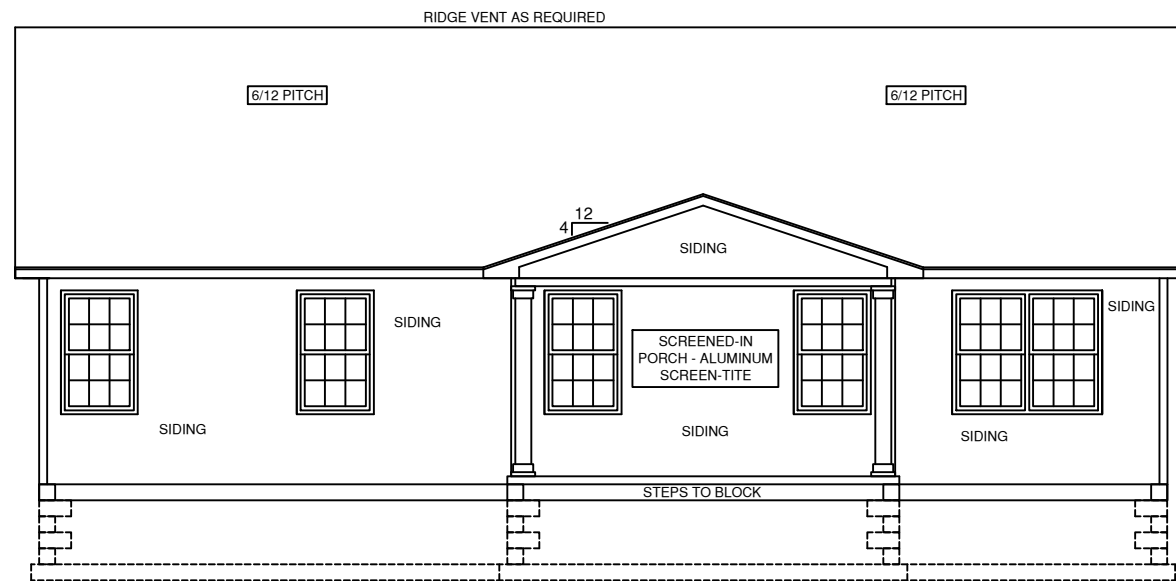 RIDGE VENT AS REQUIRED
6/12 PITCH
6/12 PITCH
12
4
SIDING
SIDING
SIDING
SCREENED-IN
PORCH - ALUMINUM
SCREEN-TITE
SIDING
SIDING
SIDING
STEPS TO BLOCK